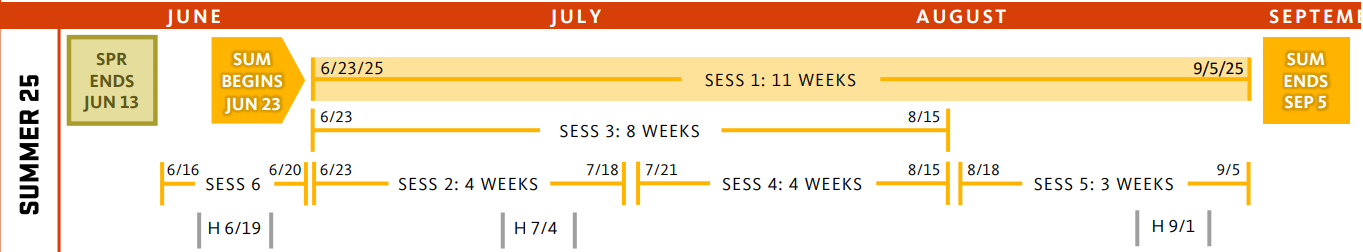 JUNE JULY AUGUST SEPTEME
SUMMER 25
SPR
ENDS
JUN 13
SUM
BEGINS
JUN 23
6/23/25 SESS 1: 11 WEEKS 9/5/25
SUM
ENDS
SEP 5
6/23 SESS 3: 8 WEEKS 8/15
6/16 SESS 6 6/20
6/23 SESS 2: 4 WEEKS 7/18
7/21 SESS 4: 4 WEEKS 8/15
8/18 SESS 5: 3 WEEKS 9/5
H 6/19 H 7/4 H 9/1